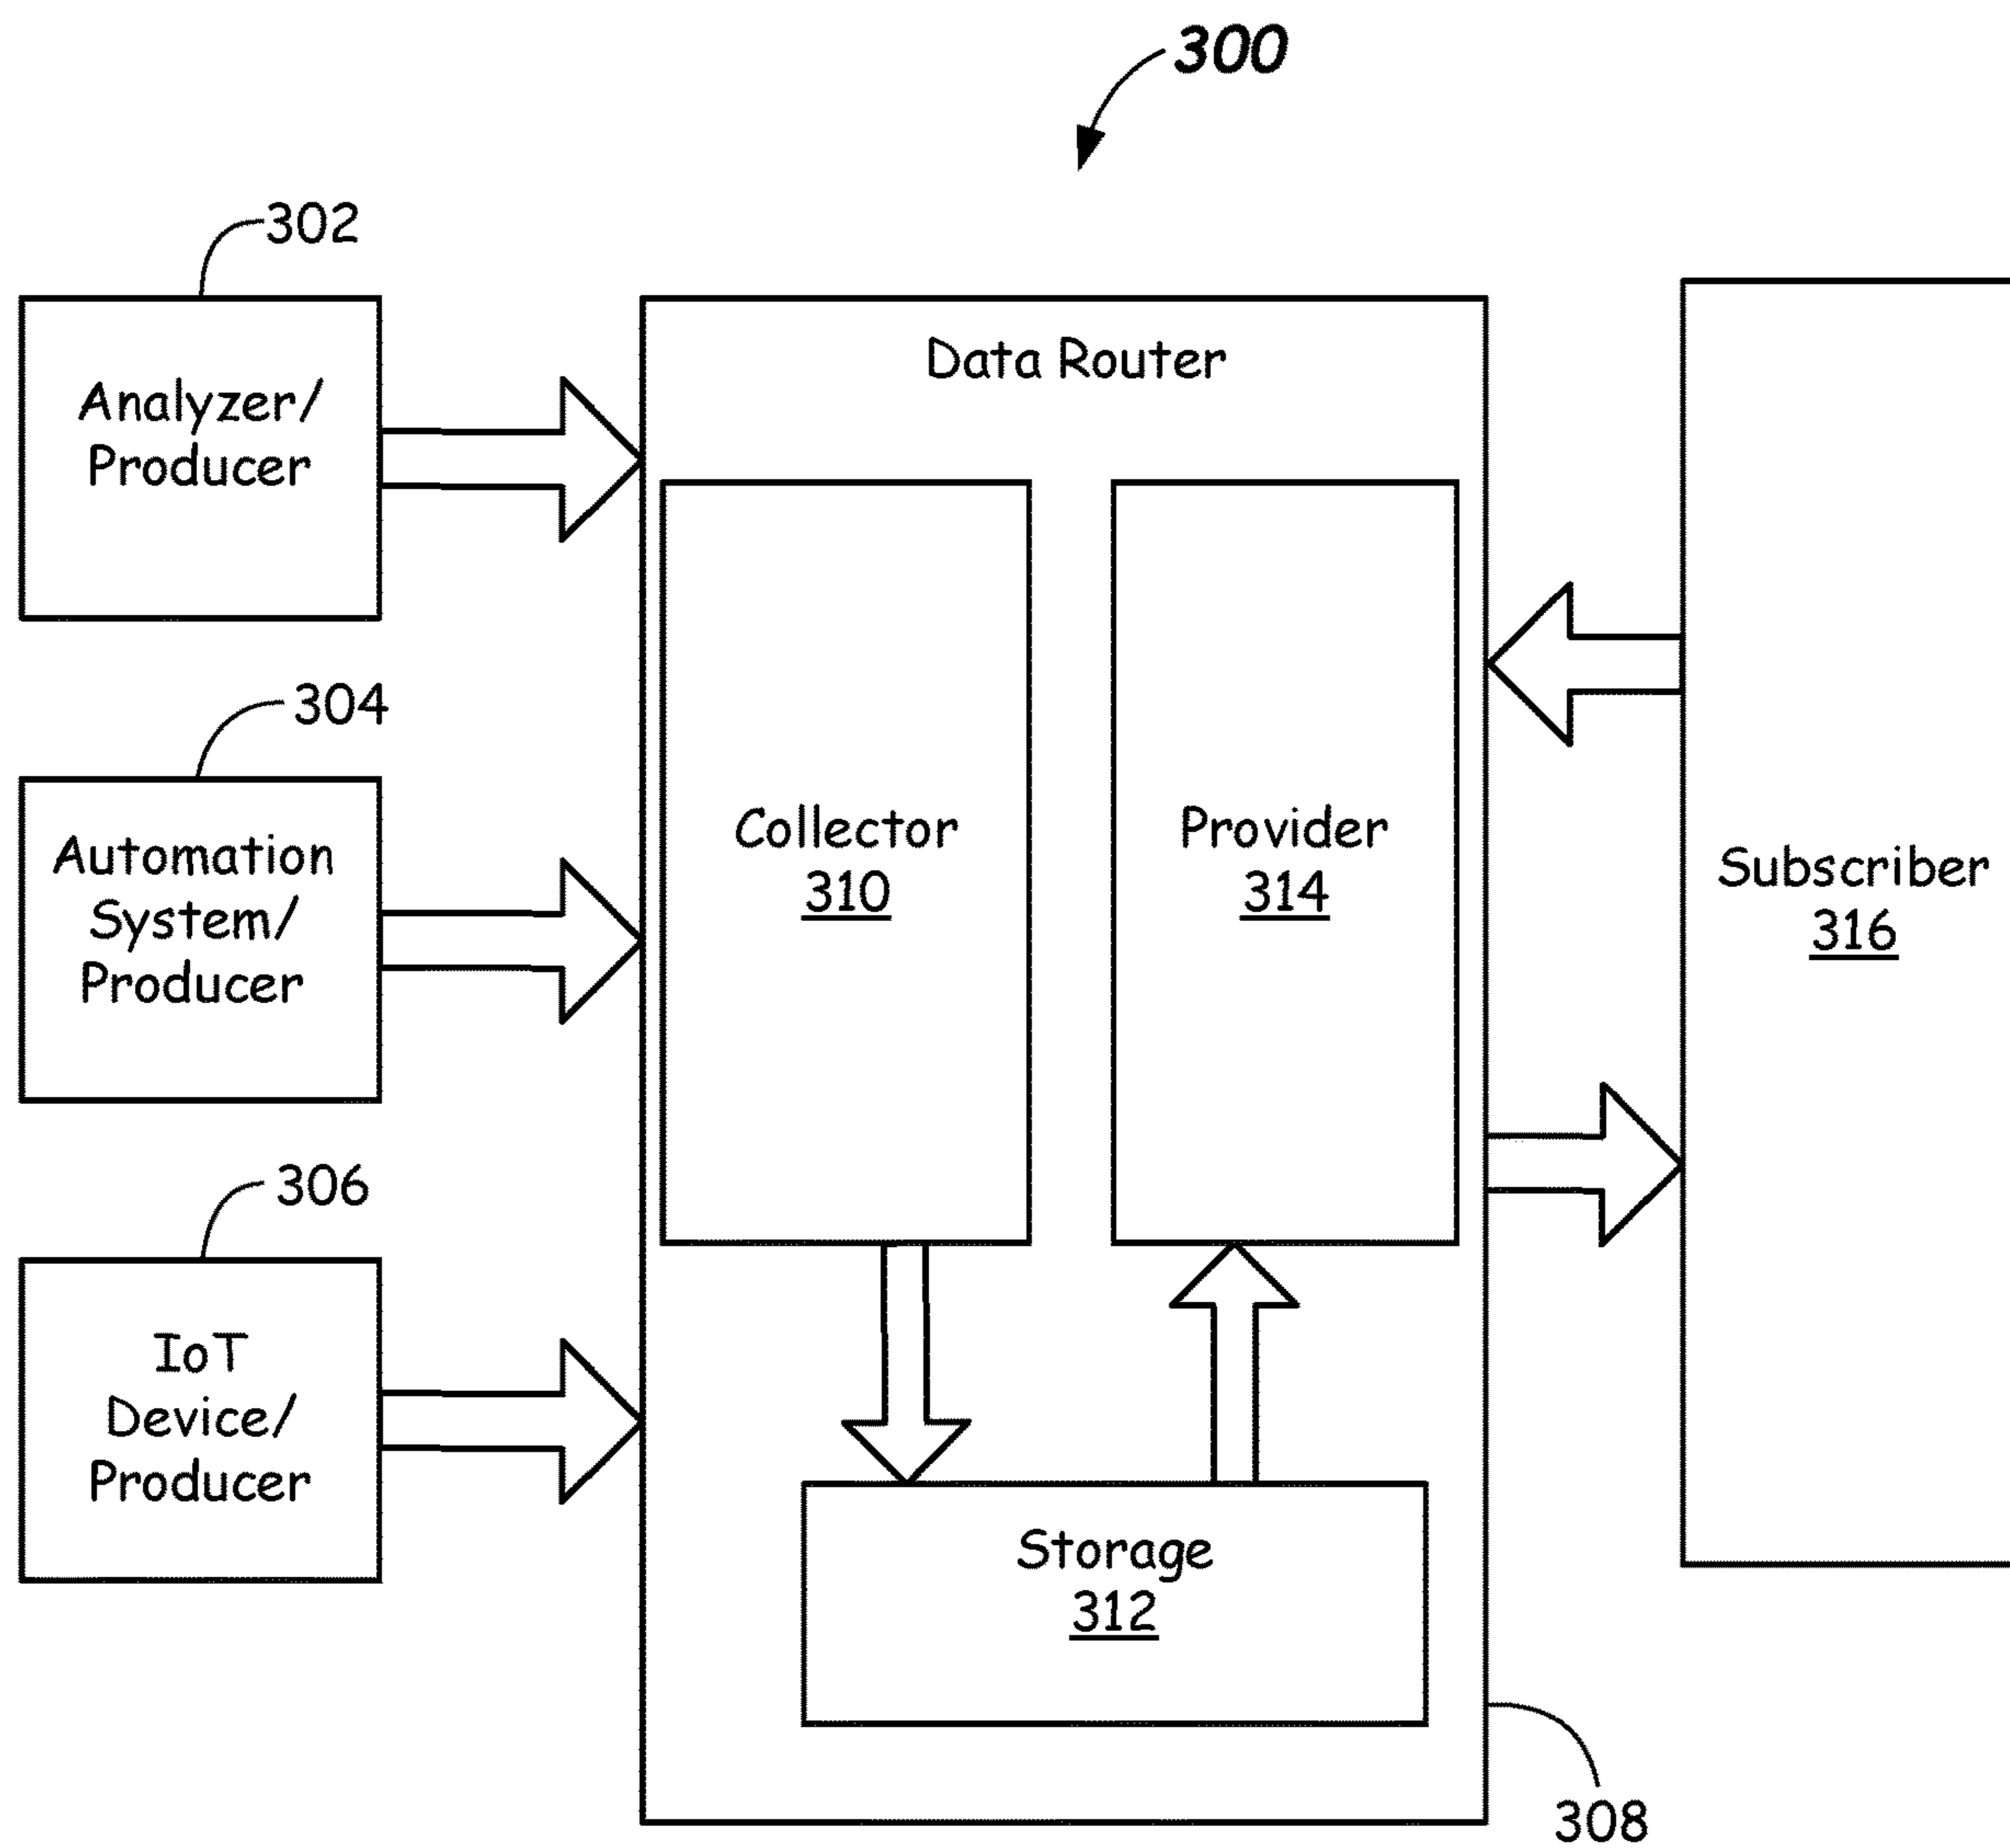 300
302
Analyzer/
Producer
304
Automation
System/
Producer
306
IoT
Device/
Producer
Data Router
Collector
310
Provider
314
Storage
312
308
Subscriber
316